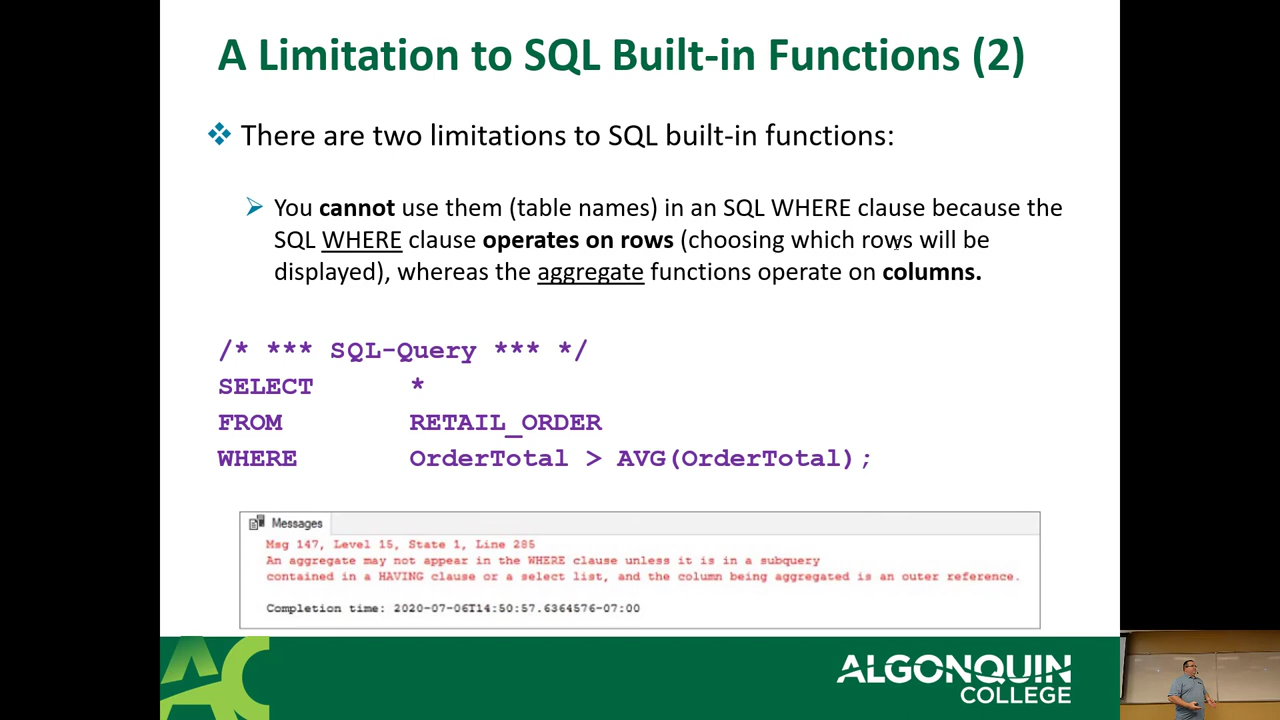 A Limitation to SQL Built-in Functions (2)
There are two limitations to SQL built-in functions:
You cannot use them (table names) in an SQL WHERE clause because the
SQL WHERE clause operates on rows (choosing which rows will be
displayed), whereas the aggregate functions operate on columns.
/* *** SQL-Query *** */
SELECT *
FROM RETAIL_ORDER
WHERE OrderTotal > AVG(OrderTotal);
Messages
Msg 147, Level 15, State 1, Line 285
An aggregate may not appear in the WHERE clause unless it is in a subquery
contained in a HAVING clause or a select list, and the column being aggregated is an outer reference.
Completion time: 2020-07-06T14:50:57.6364576-07:00
AC
ALGONQUIN
COLLEGE